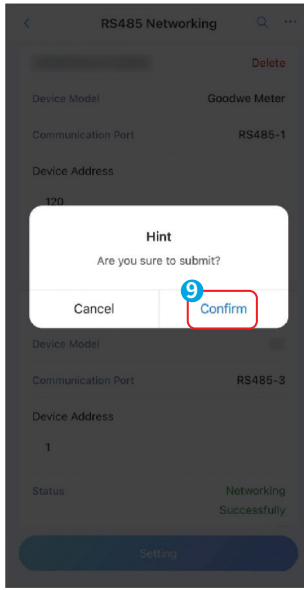 RS485 Networking
Delete
Device Model Goodwe Meter
Communication Port RS485-1
Device Address
120
Hint
Are you sure to submit?
9
Cancel Confirm
Device Model
Communication Port RS485-3
Device Address
1
Status Networking
Successfully
Setting